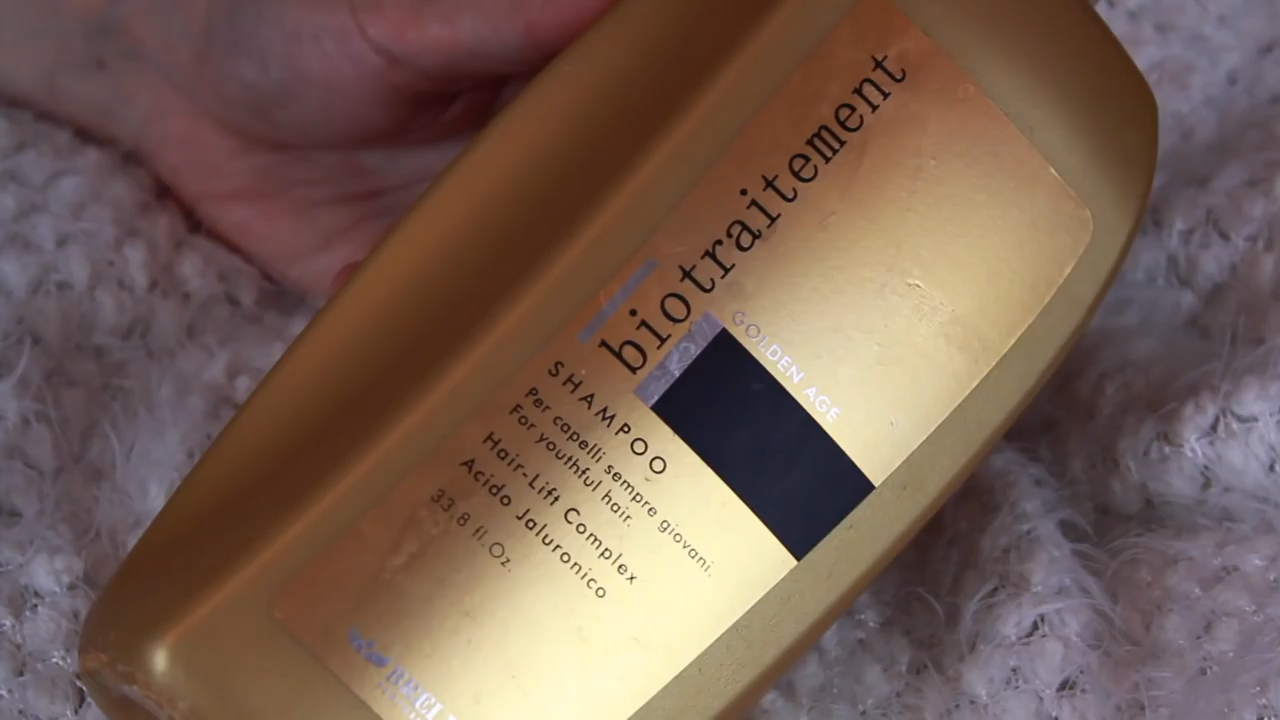 biotraitement
GOLDEN AGE
SHAMPOO
Per capelli sempre giovani.
For youthful hair.
Hair-Lift Complex
Acido Jaluronico
33 8 fl.Oz.